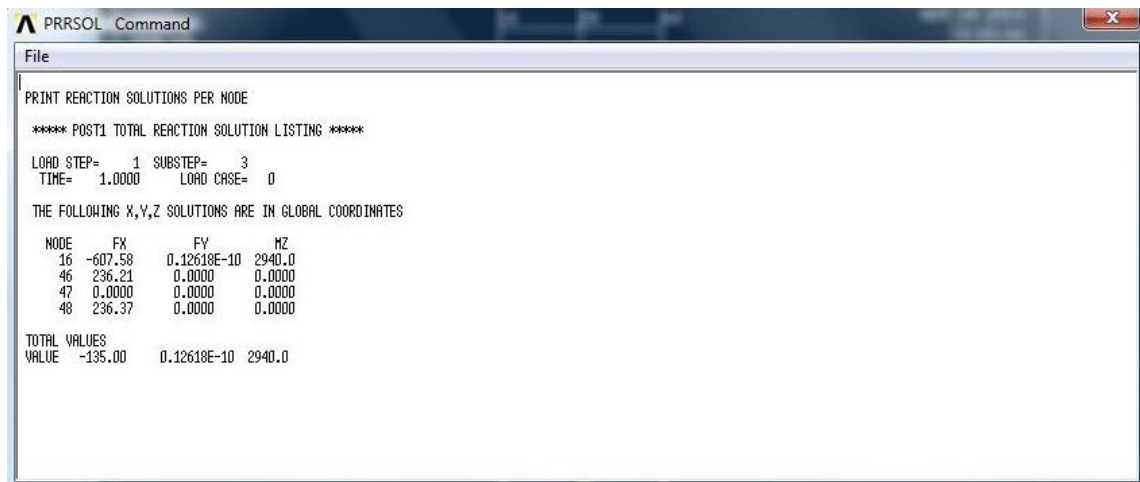 PRRSOL Command
File
PRINT REACTION SOLUTIONS PER NODE
***** POST1 TOTAL REACTION SOLUTION LISTING *****
LOAD STEP= 1 SUBSTEP= 3
TIME= 1.0000 LOAD CASE= 0
THE FOLLOWING X,Y,Z SOLUTIONS ARE IN GLOBAL COORDINATES
NODE FX FY MZ
16 -607.58 0.12618E-10 2940.0
46 236.21 0.0000 0.0000
47 0.0000 0.0000 0.0000
48 236.37 0.0000 0.0000
TOTAL VALUES
VALUE -135.00 0.12618E-10 2940.0